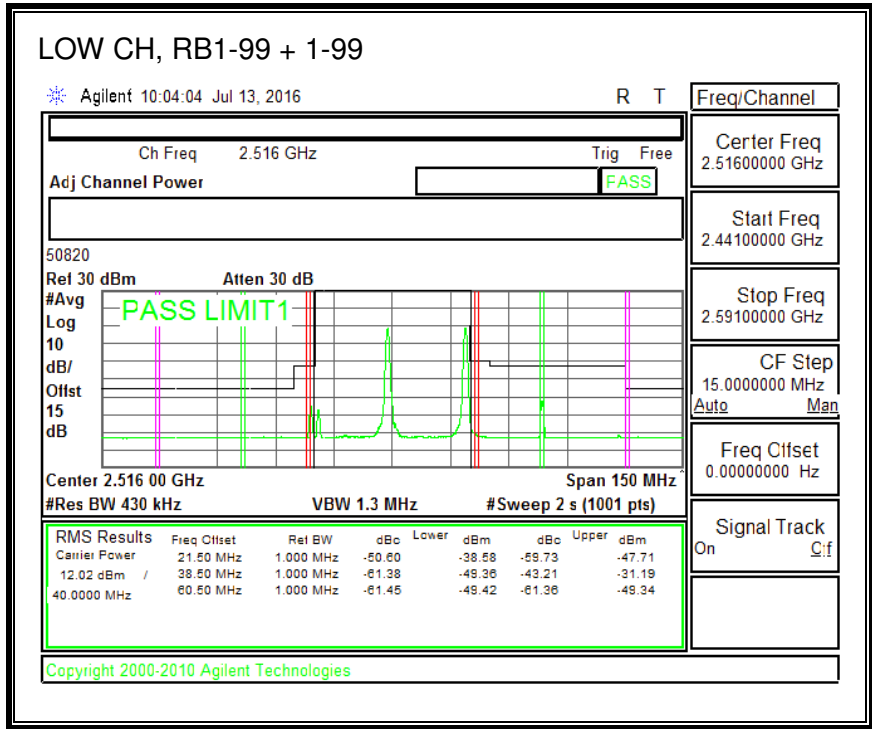 LOW CH, RB1-99 + 1-99
Agilent 10:04:04 Jul 13, 2016 R T
Freq/Channel
Ch Freq 2.516 GHz Trig Free
Adj Channel Power PASS
Center Freq
2.51600000 GHz
Start Freq
2.44100000 GHz
Stop Freq
2.59100000 GHz
CF Step
15.0000000 MHz
Auto Man
Freq Offset
0.00000000 Hz
Signal Track
On Off
50820
Ref 30 dBm Atten 30 dB
#Avg
Log
10
dB/
Offst
15
dB
PASS LIMIT1
Center 2.516 00 GHz Span 150 MHz
#Res BW 430 kHz VBW 1.3 MHz #Sweep 2 s (1001 pts)
RMS Results Freq Offset Ref BW dBc Lower dBm dBc Upper dBm
Carrier Power 21.50 MHz 1.000 MHz -50.60 -38.58 -59.73 -47.71
12.02 dBm / 38.50 MHz 1.000 MHz -61.38 -49.36 -43.21 -31.19
40.0000 MHz 60.50 MHz 1.000 MHz -61.45 -49.42 -61.36 -49.34
Copyright 2000-2010 Agilent Technologies